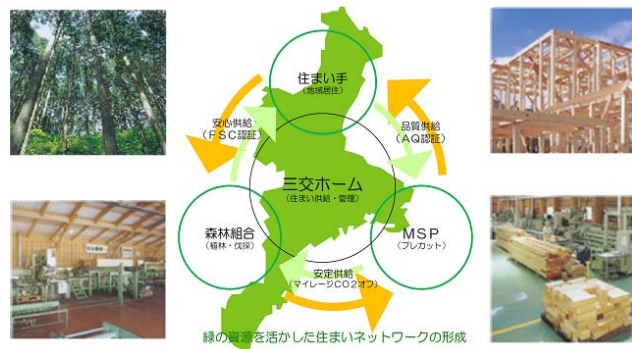 住まい手
（地域居住）
安心供給
（FSC認証）
品質供給
（AQ認証）
三交ホーム
（住まい供給・管理）
森林組合
（植林・伐採）
MSP
（プレカット）
安定供給
（マイレージCO2オフ）
緑の資源を活かした住まいネットワークの形成